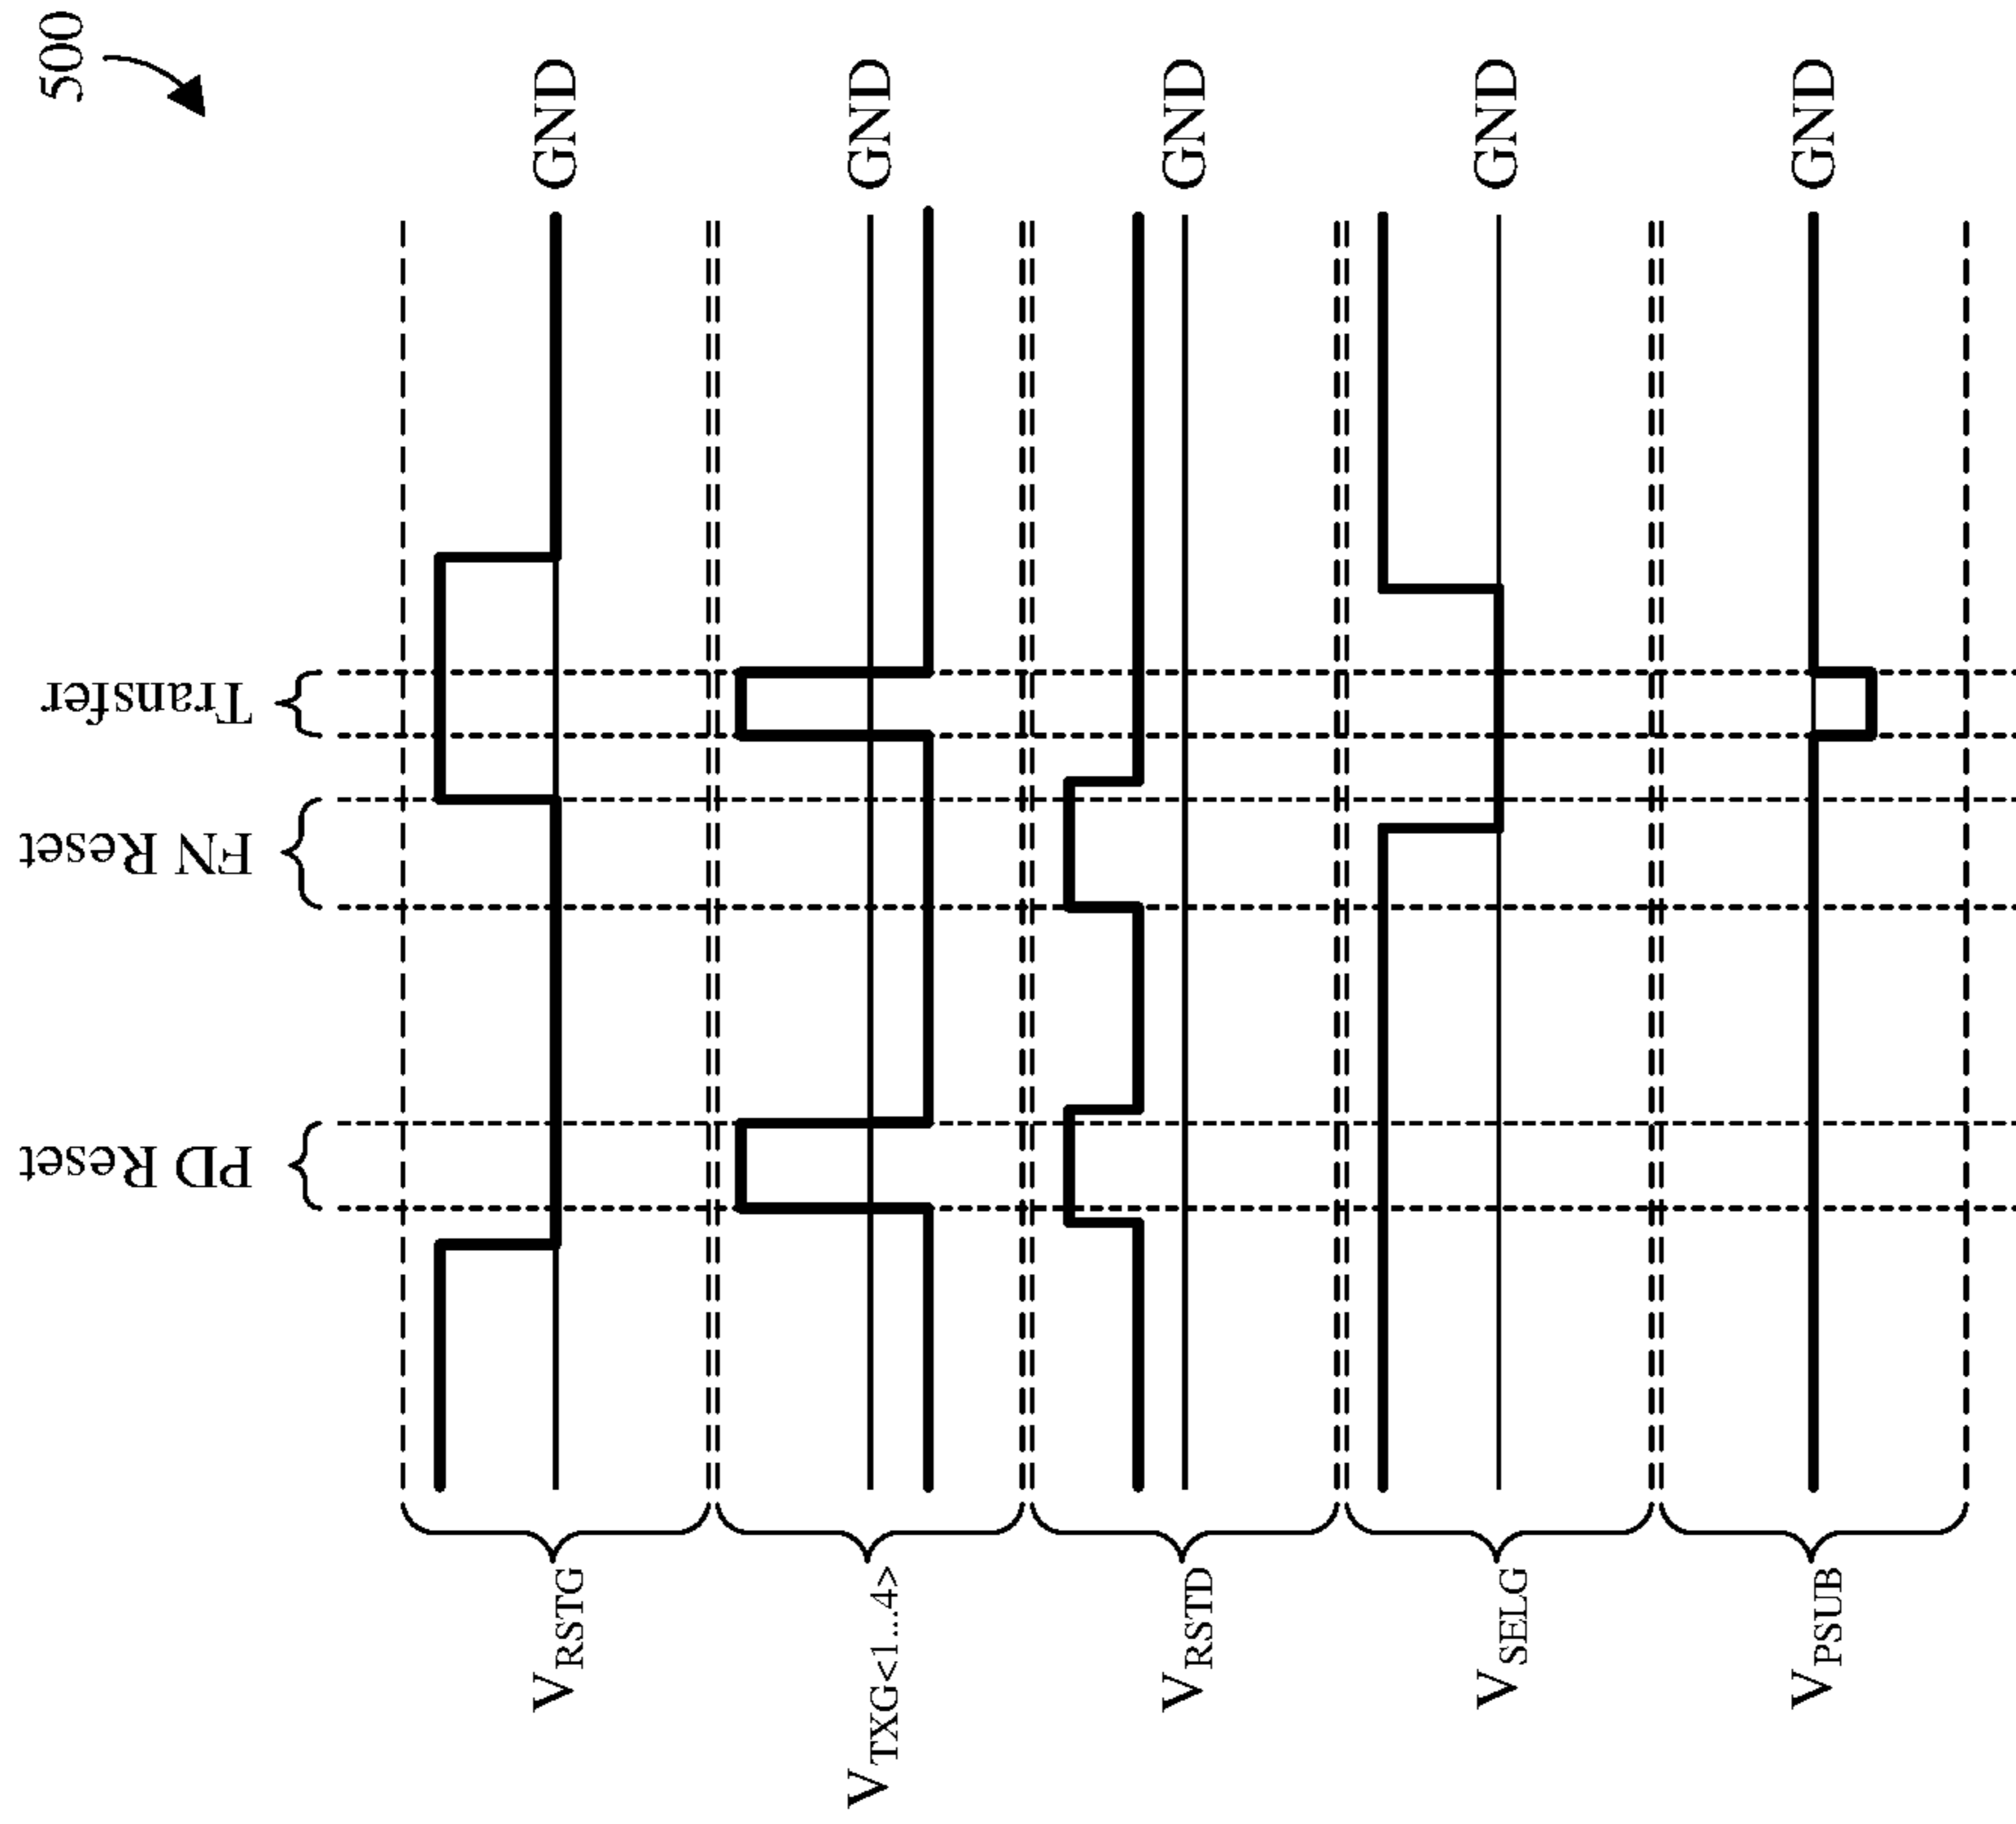 500
PD Reset
FN Reset
Transfer
VRSTG
GND
VTXG<1...4>
GND
VRSTD
GND
VSELG
GND
VPSUB
GND